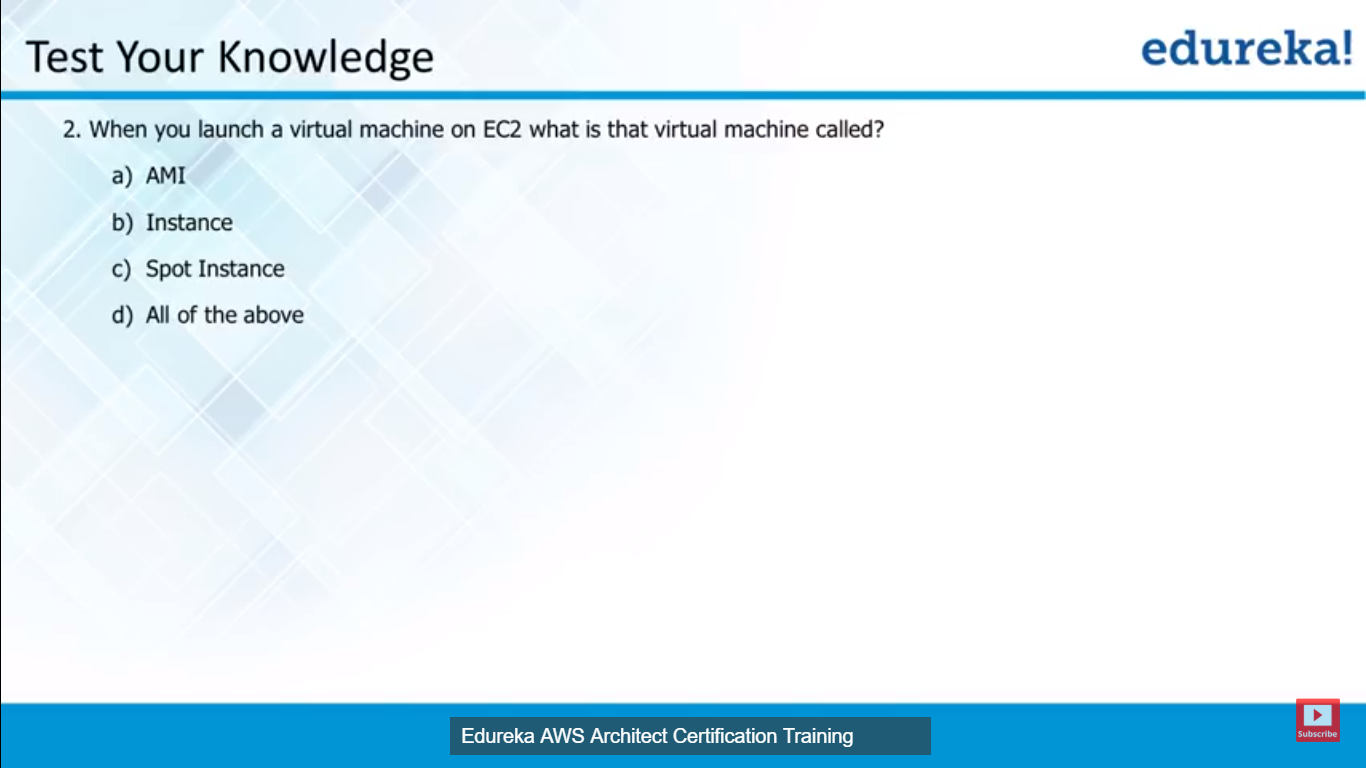 Test Your Knowledge
edureka!
2. When you launch a virtual machine on EC2 what is that virtual machine called?
a) AMI
b) Instance
c) Spot Instance
d) All of the above
Edureka AWS Architect Certification Training
Subscribe